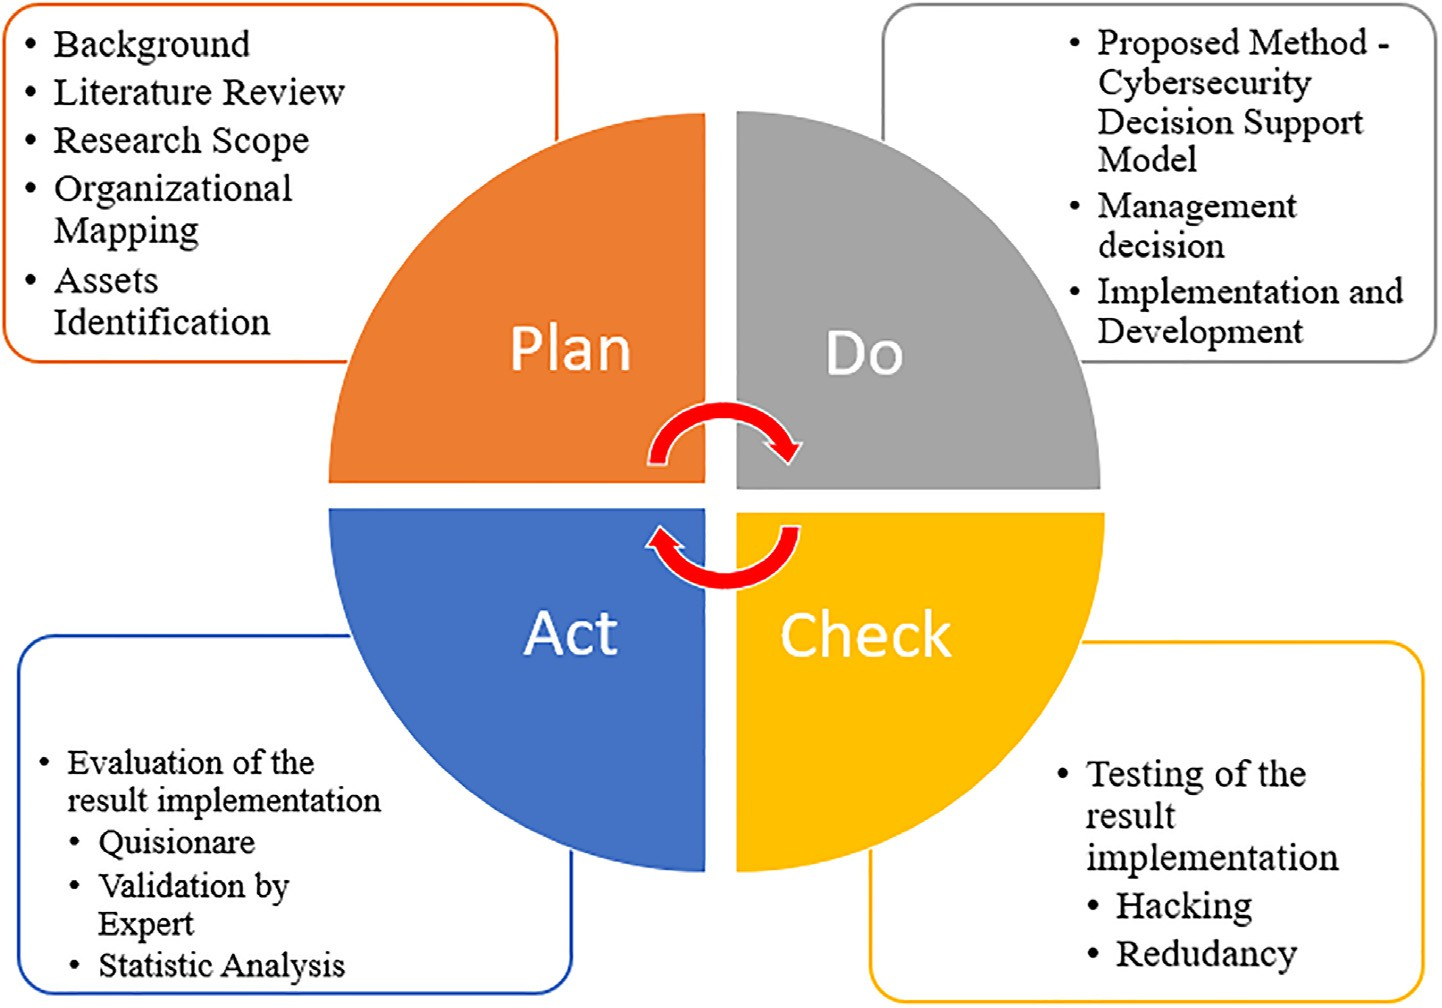 • Background
• Literature Review
• Research Scope
• Organizational
Mapping
• Assets
Identification
• Proposed Method -
Cybersecurity
Decision Support
Model
• Management
decision
• Implementation and
Development
Plan
Do
Act
Check
• Evaluation of the
result implementation
• Quisionare
• Validation by
Expert
• Statistic Analysis
• Testing of the
result
implementation
• Hacking
• Redudancy